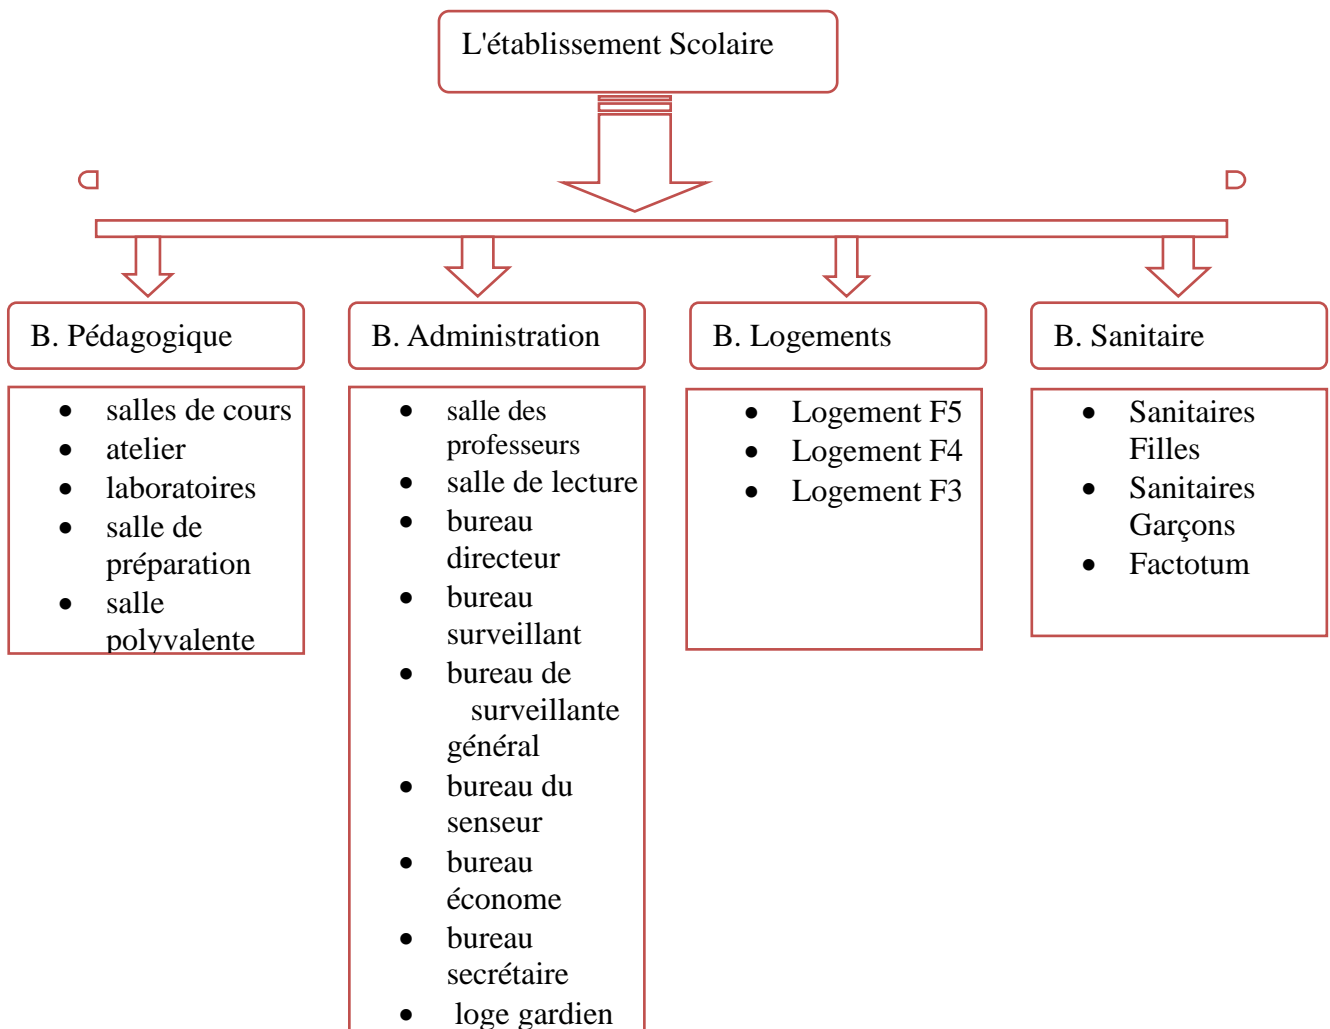 L'établissement Scolaire
B. Pédagogique
• salles de cours
• atelier
• laboratoires
• salle de
préparation
• salle
polyvalente
B. Administration
• salle des
professeurs
• salle de lecture
• bureau
directeur
• bureau
surveillant
• bureau de
surveillante
général
• bureau du
senseur
• bureau
économe
• bureau
secrétaire
• loge gardien
B. Logements
• Logement F5
• Logement F4
• Logement F3
B. Sanitaire
• Sanitaires
Filles
• Sanitaires
Garçons
• Factotum